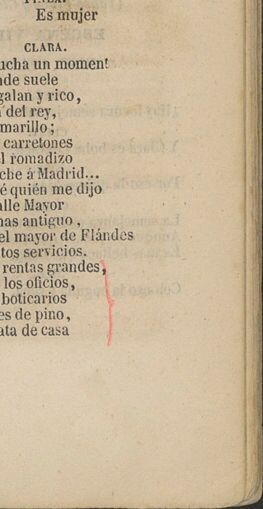 Es mujer
CLARA.
ucha un moment
nde suele
galan y rico,
del rey,
marillo;
carretones
l romadizo
che á Madrid...
é quién me dijo
alle Mayor
nas antiguo,
el mayor de Flándes
tos servicios.
rentas grandes,
los oficios,
boticarios
es de pino,
ata de casa